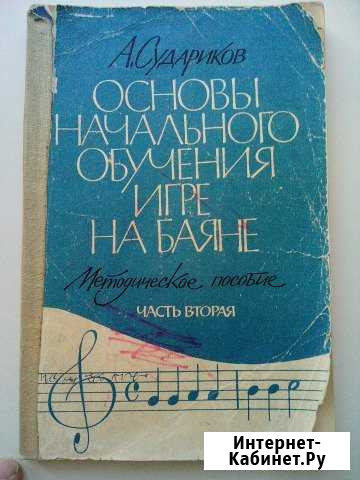 А. Судариков
ОСНОВЫ
НАЧАЛЬНОГО
ОБУЧЕНИЯ
ИГРЕ
НА БАЯНЕ
Методическое пособие
ЧАСТЬ ВТОРАЯ
Интернет-
Кабинет.Ру